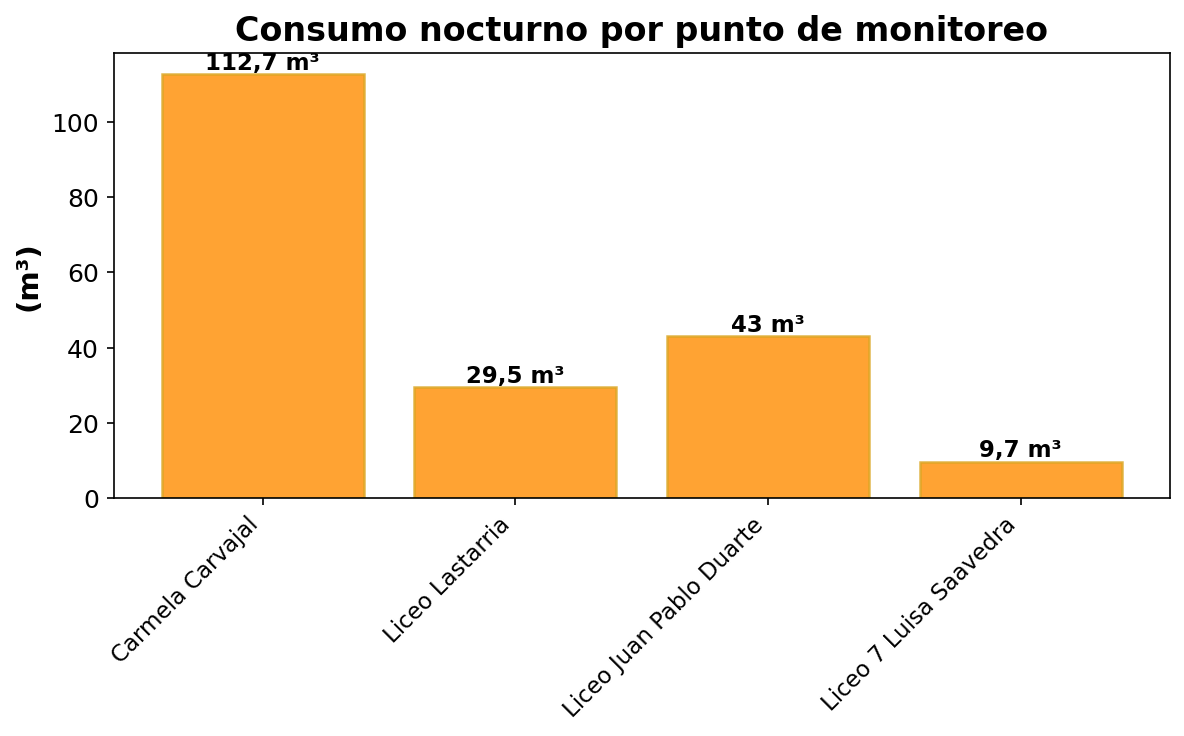 Consumo nocturno por punto de monitoreo
(m³)
100
80
60
40
20
0
112,7 m³
29,5 m³
43 m³
9,7 m³
Carmela Carvajal
Liceo Lastarria
Liceo Juan Pablo Duarte
Liceo 7 Luisa Saavedra